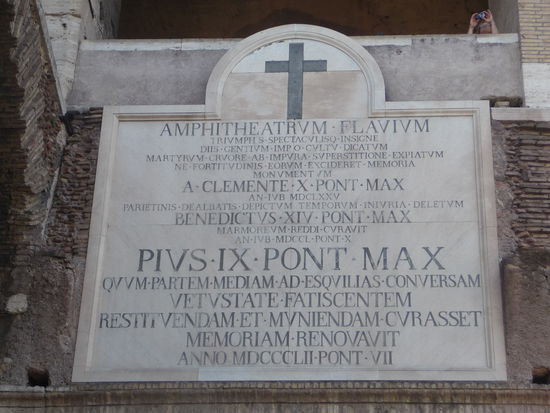 AMPHITHEATRVM · FLAVIVM
TRIVMPHIS · SPECTACVLISQ · INSIGNE
DIIS · GENTIVM · IMPIO · CVLTV · DICATVM
MARTYRVM · CRVORE · AB · IMPVRA · SVPERSTITIONE · EXPIATVM
NE · FORTITVDINIS · EORVM · EXCIDERET · MEMORIA
MONVMENTVM
A · CLEMENTE · X · PONT · MAX
AN · IVB · MDCLXXV
PARIETINIS · DEALBATIS · DEPICTVM · TEMPORVM · INIVRIA · DELETVM
BENEDICTVS · XIV · PONT · MAX
MARMOREVM · REDDI · CVRAVIT
AN · IVB · MDCCL · PONT · X
PIVS · IX · PONT · MAX
QVVM · PARTEM · MEDIAM · AD · ESQVILIAS · CONVERSAM
VETVSTATE · FATISCENTEM
RESTITVENDAM · ET · MVNIENDAM · CVRASSET
MEMORIAM · RENOVAVIT
ANNO · MDCCCLII · PONT · VII